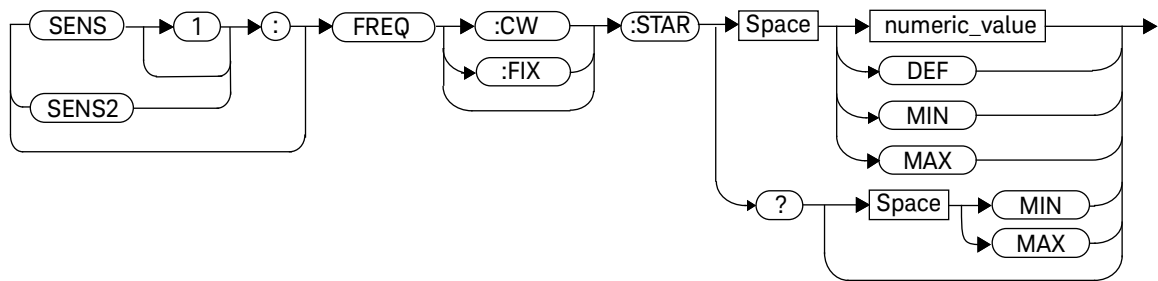 SENS 1 : FREQ :CW :STAR Space numeric_value
:FIX DEF
SENS2 MIN
MAX
? Space MIN
MAX